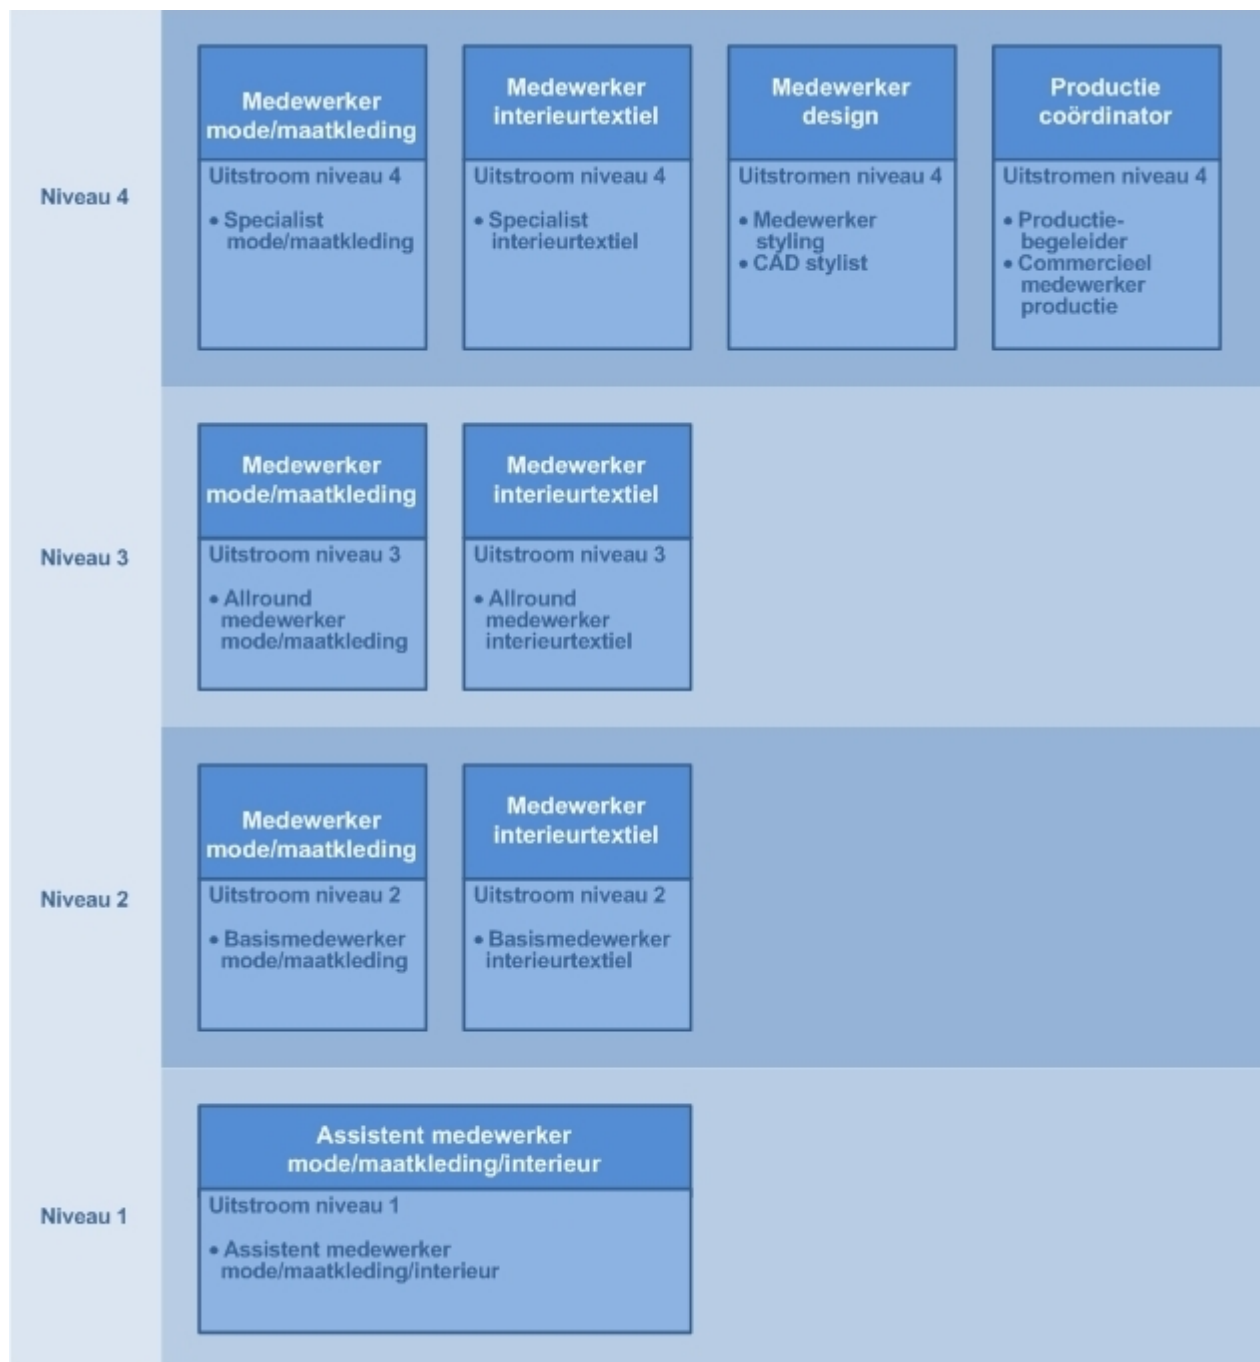 Niveau 4
Medewerker
mode/maatkleding
Uitstroom niveau 4
• Specialist
mode/maatkleding
Medewerker
interieurtextiel
Uitstroom niveau 4
• Specialist
interieurtextiel
Medewerker
design
Uitstromen niveau 4
• Medewerker
styling
• CAD stylist
Productie
coördinator
Uitstromen niveau 4
• Productie-
begeleider
• Commercieel
medewerker
productie
Niveau 3
Medewerker
mode/maatkleding
Uitstroom niveau 3
• Allround
medewerker
mode/maatkleding
Medewerker
interieurtextiel
Uitstroom niveau 3
• Allround
medewerker
interieurtextiel
Niveau 2
Medewerker
mode/maatkleding
Uitstroom niveau 2
• Basismedewerker
mode/maatkleding
Medewerker
interieurtextiel
Uitstroom niveau 2
• Basismedewerker
interieurtextiel
Niveau 1
Assistent medewerker
mode/maatkleding/interieur
Uitstroom niveau 1
• Assistent medewerker
mode/maatkleding/interieur